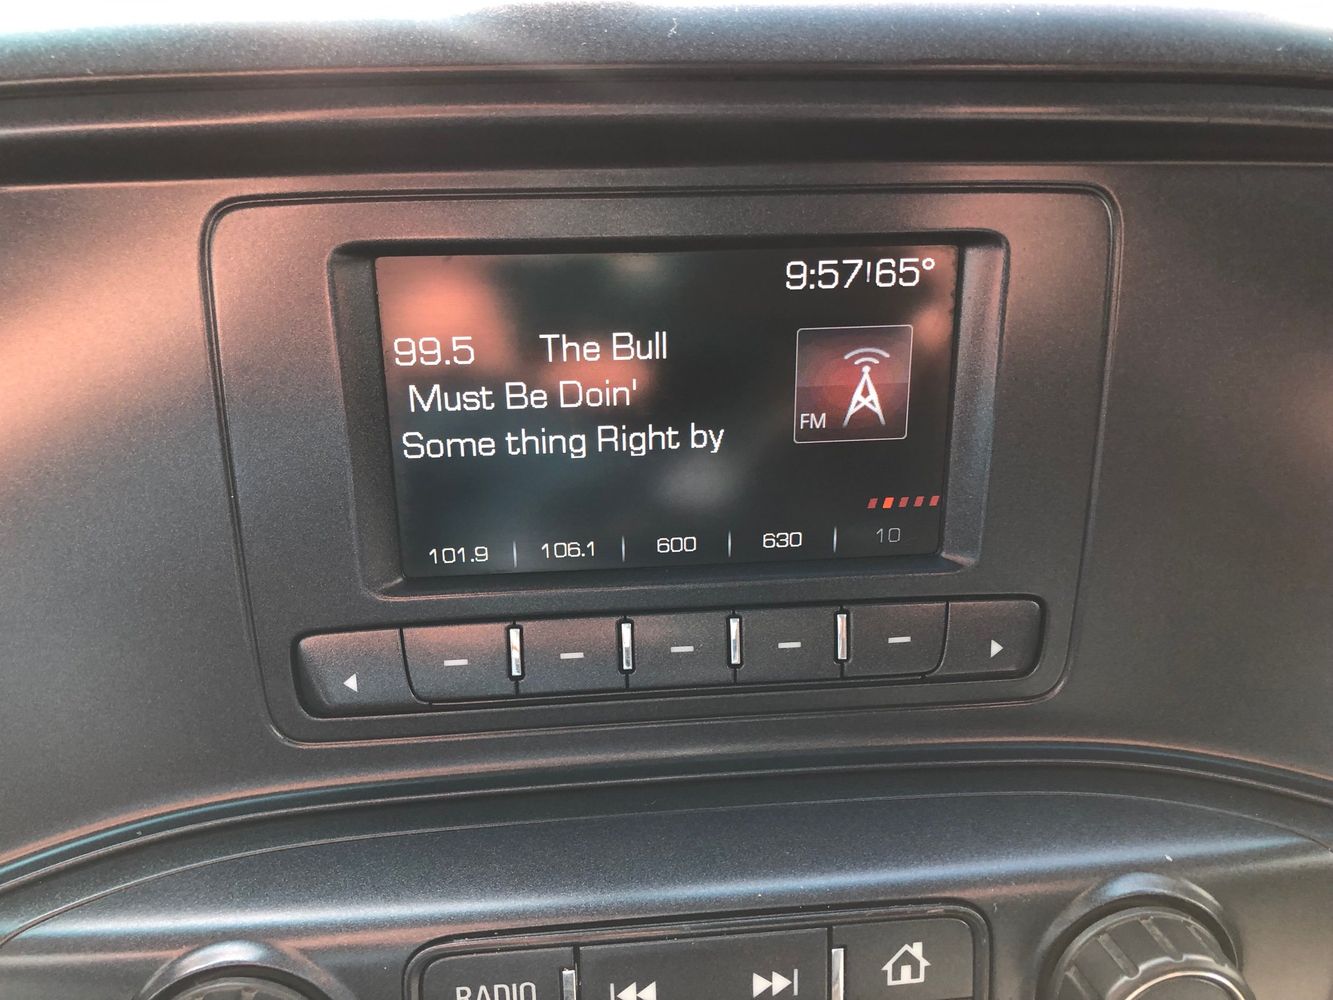 9:57 65°
99.5 The Bull
Must Be Doin'
Some thing Right by
FM
101.9 | 106.1 | 600 | 630 | 10
RADIO